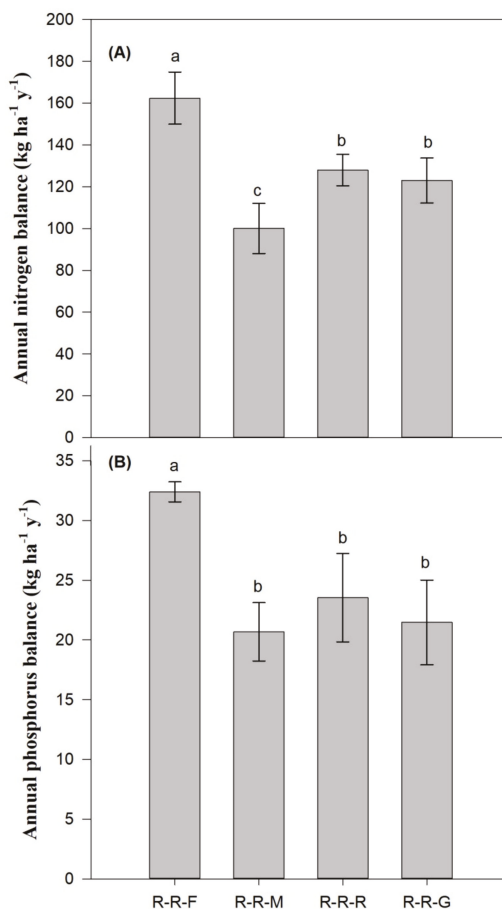 Annual nitrogen balance (kg ha⁻¹ y⁻¹)
200
180
160
140
120
100
80
60
40
20
0
(A)
a
c
b
b
Annual phosphorus balance (kg ha⁻¹ y⁻¹)
35
30
25
20
15
10
5
0
(B)
a
b
b
b
R-R-F R-R-M R-R-R R-R-G